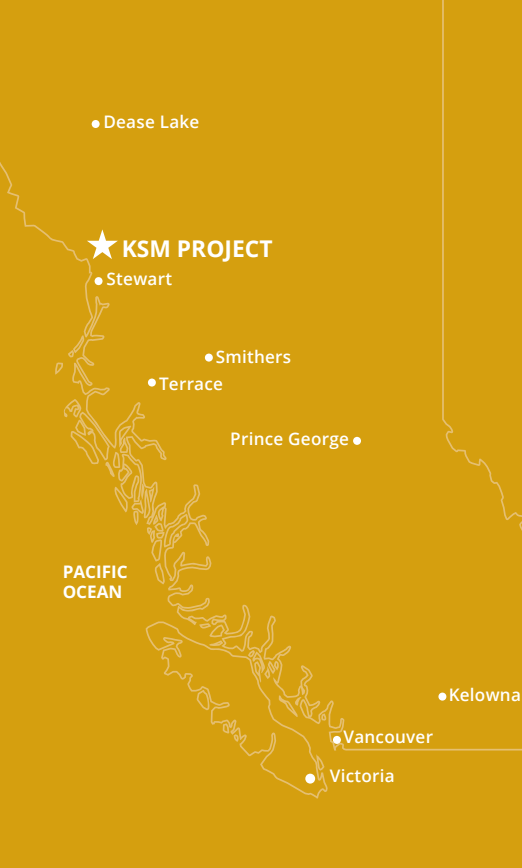 Dease Lake
KSM PROJECT
Stewart
Smithers
Terrace
Prince George
PACIFIC
OCEAN
Kelowna
Vancouver
Victoria